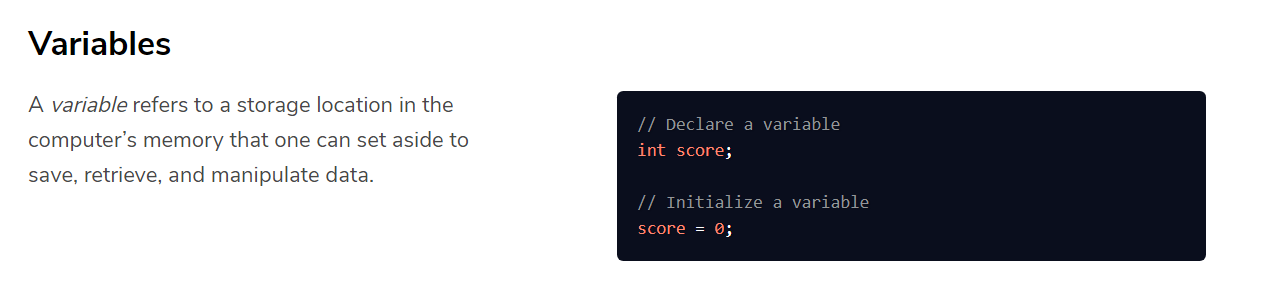 Variables
A variable refers to a storage location in the
computer’s memory that one can set aside to
save, retrieve, and manipulate data.
// Declare a variable
int score;
// Initialize a variable
score = 0;